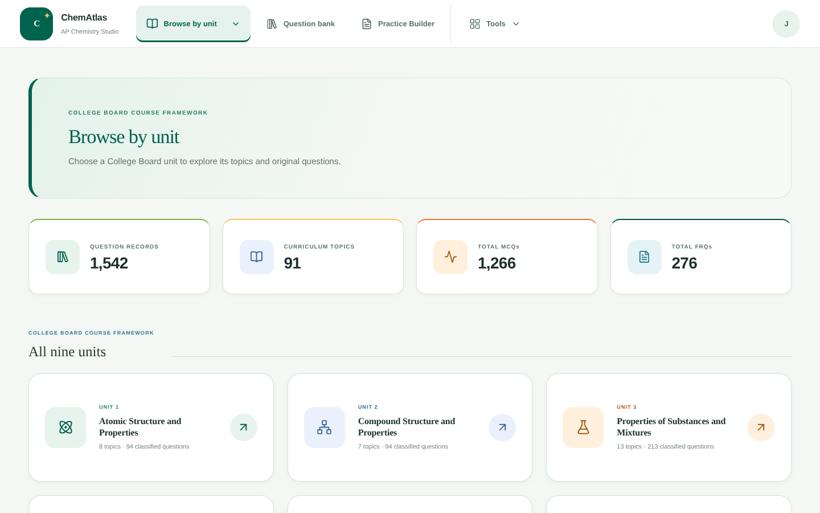 C
ChemAtlas
AP Chemistry Studio
Browse by unit
Question bank
Practice Builder
Tools
J
COLLEGE BOARD COURSE FRAMEWORK
Browse by unit
Choose a College Board unit to explore its topics and original questions.
QUESTION RECORDS
1,542
CURRICULUM TOPICS
91
TOTAL MCQs
1,266
TOTAL FRQs
276
COLLEGE BOARD COURSE FRAMEWORK
All nine units
UNIT 1
Atomic Structure and
Properties
8 topics · 94 classified questions
UNIT 2
Compound Structure and
Properties
7 topics · 94 classified questions
UNIT 3
Properties of Substances and
Mixtures
13 topics · 213 classified questions